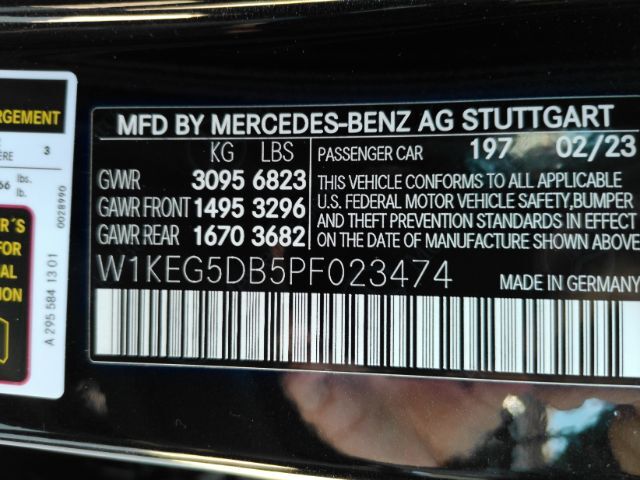 MFD BY MERCEDES-BENZ AG STUTTGART
KG LBS
GVWR 3095 6823
GAWR FRONT 1495 3296
GAWR REAR 1670 3682
PASSENGER CAR 197 02/23
THIS VEHICLE CONFORMS TO ALL APPLICABLE
U.S. FEDERAL MOTOR VEHICLE SAFETY,BUMPER
AND THEFT PREVENTION STANDARDS IN EFFECT
ON THE DATE OF MANUFACTURE SHOWN ABOVE
W1KEG5DB5PF023474 MADE IN GERMANY
3
lbs.
lb.
0028990
A 295 584 13 01